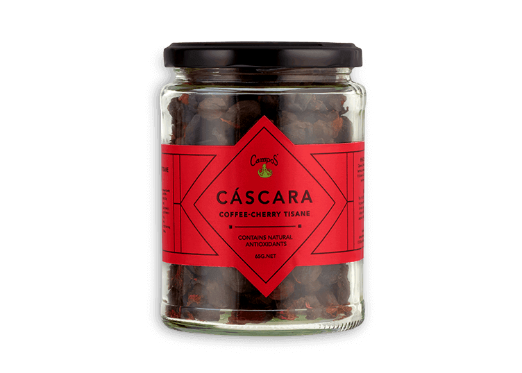 Campos
CÁSCARA
COFFEE-CHERRY TISANE
CONTAINS NATURAL
ANTIOXIDANTS